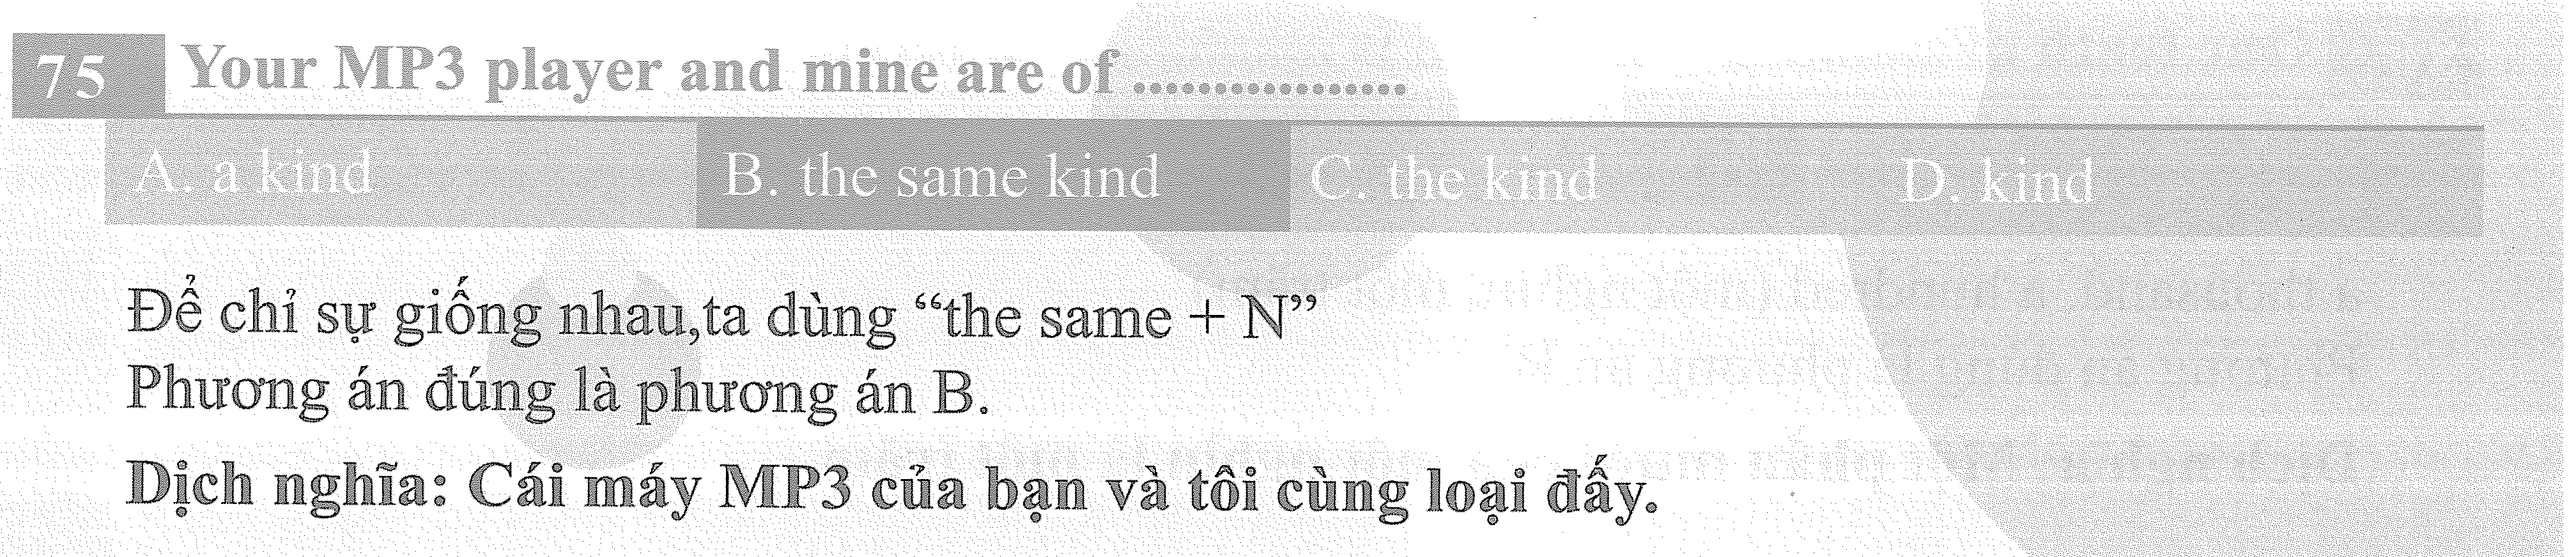 75 Your MP3 player and mine are of ......................
A. a kind B. the same kind C. the kind D. kind
Để chỉ sự giống nhau,ta dùng “the same + N”
Phương án đúng là phương án B.
Dịch nghĩa: Cái máy MP3 của bạn và tôi cùng loại đấy.